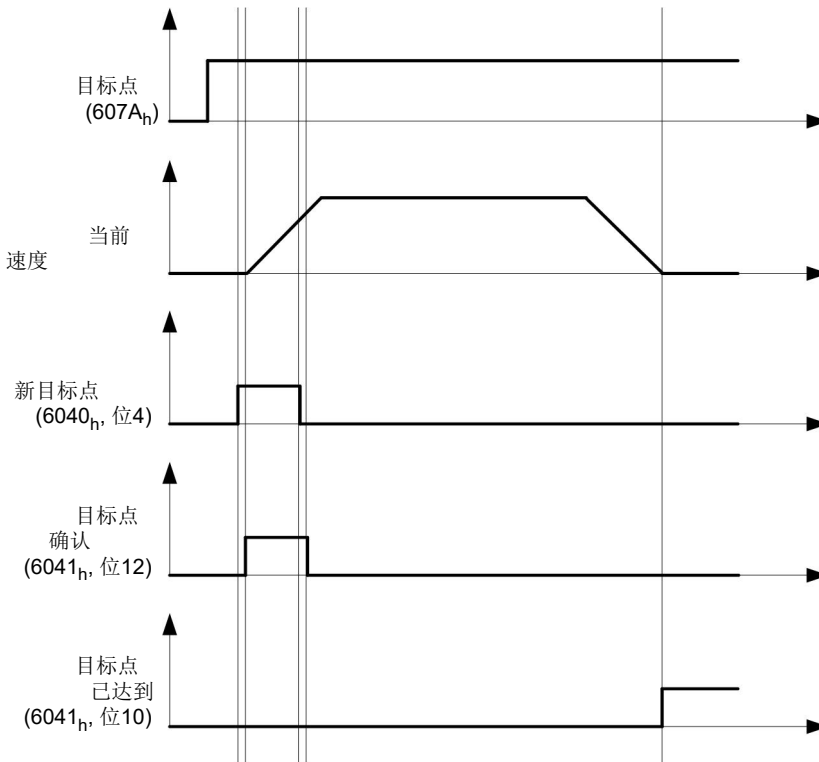 目标点
(607Ah)
当前
速度
新目标点
(6040h, 位4)
目标点
确认
(6041h, 位12)
目标点
已达到
(6041h, 位10)